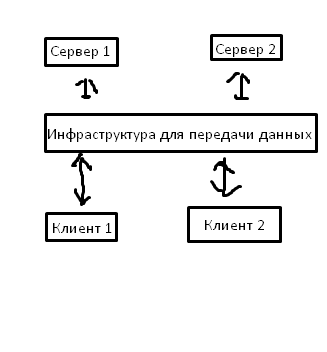 Сервер 1
Сервер 2
Инфраструктура для передачи данных
Клиент 1
Клиент 2